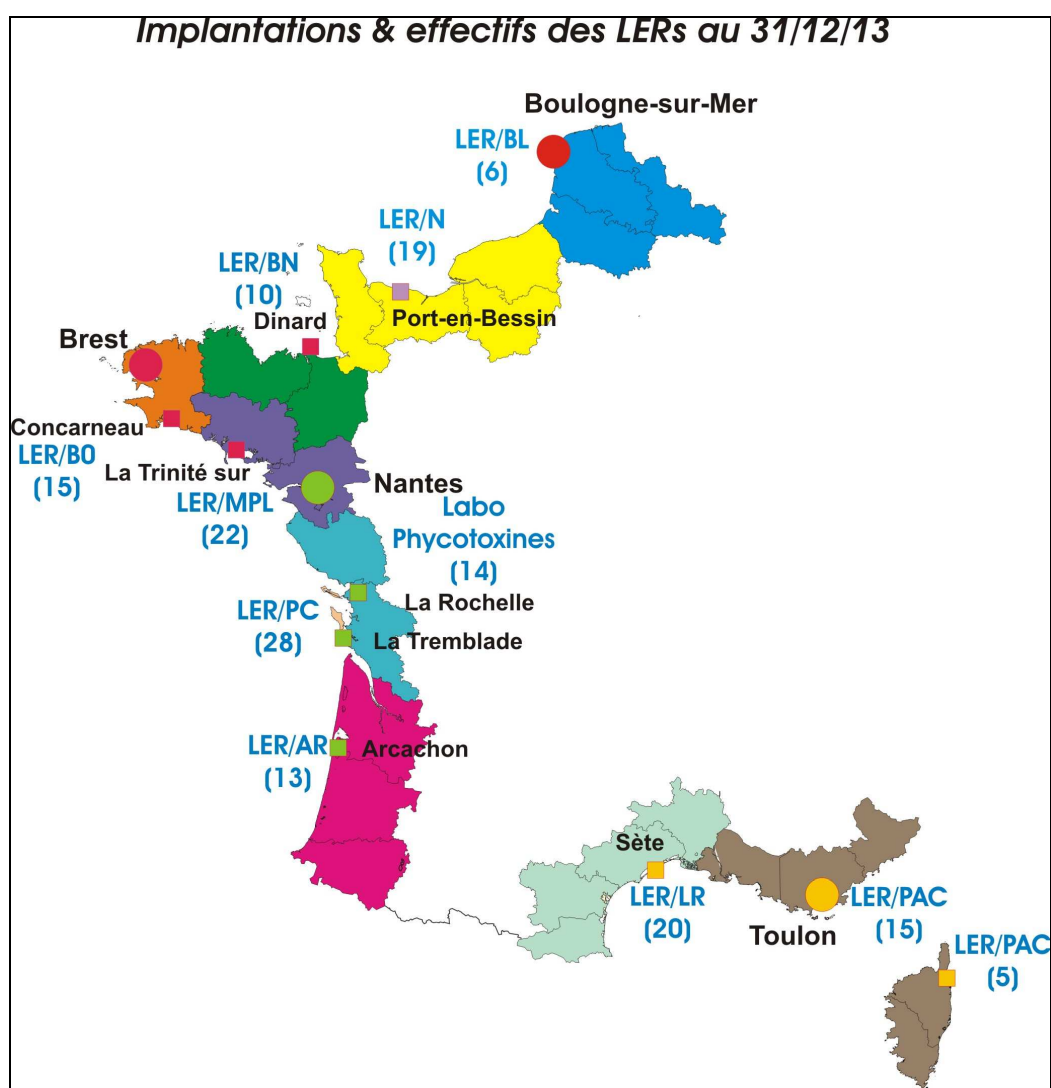 Implantations & effectifs des LERs au 31/12/13
Boulogne-sur-Mer
LER/BL
(6)
LER/N
(19)
LER/BN
(10)
Dinard
Port-en-Bessin
Brest
Concarneau
LER/BO
(15)
La Trinité sur
LER/MPL
(22)
Nantes
Labo
Phycotoxines
(14)
La Rochelle
LER/PC
(28)
La Tremblade
LER/AR
(13)
Arcachon
Sète
LER/LR
(20)
LER/PAC
(15)
Toulon
LER/PAC
(5)